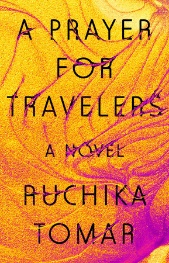 A PRAYER
FOR
TRAVELERS
A NOVEL
RUCHIKA
TOMAR